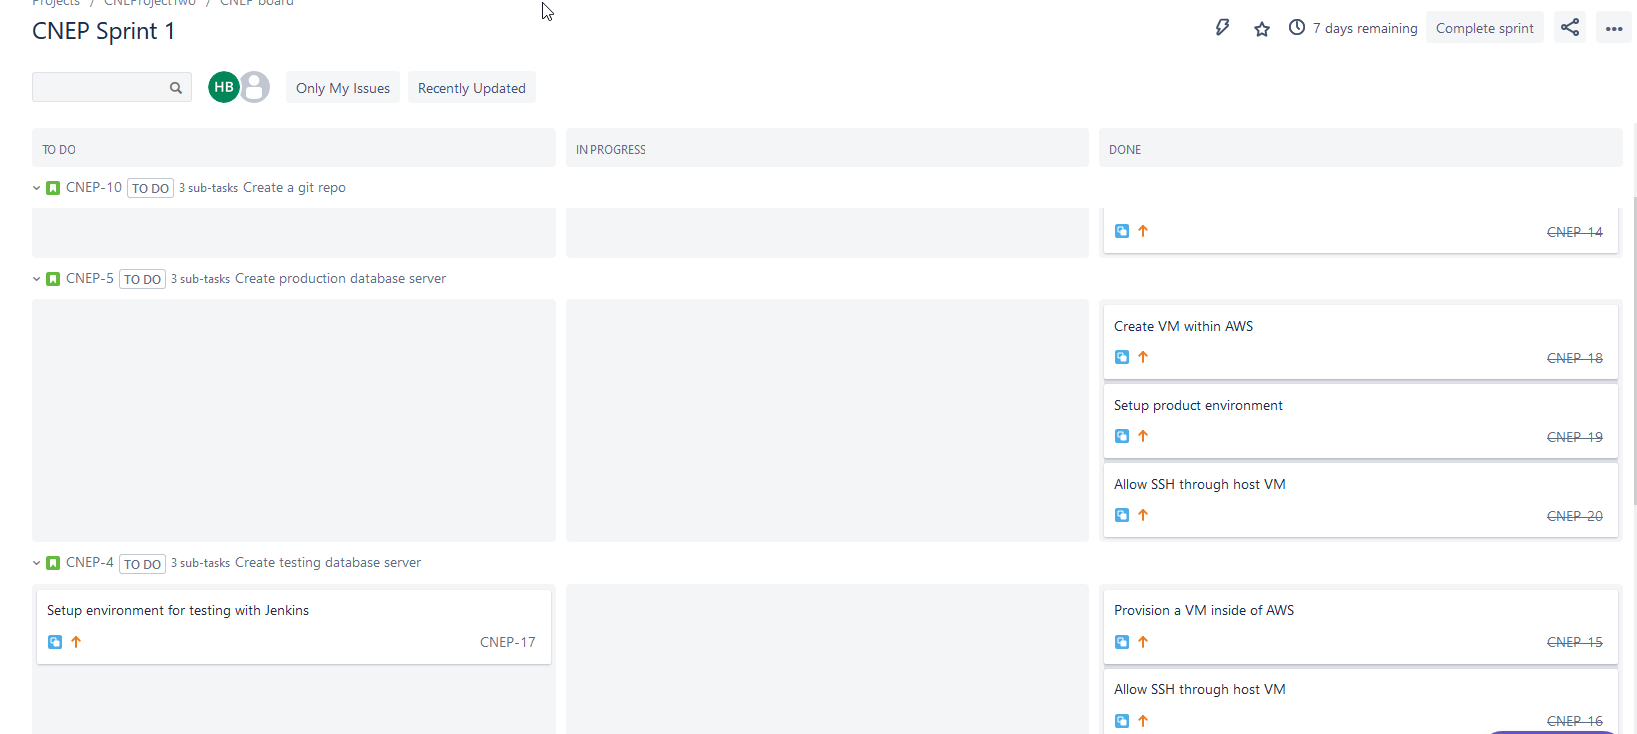 Projects / CNEProjectTwo / CNEP board
CNEP Sprint 1
7 days remaining
Complete sprint
HB
Only My Issues
Recently Updated
TO DO
IN PROGRESS
DONE
CNEP-10 TO DO 3 sub-tasks Create a git repo
CNEP-14
CNEP-5 TO DO 3 sub-tasks Create production database server
Create VM within AWS
CNEP-18
Setup product environment
CNEP-19
Allow SSH through host VM
CNEP-20
CNEP-4 TO DO 3 sub-tasks Create testing database server
Setup environment for testing with Jenkins
CNEP-17
Provision a VM inside of AWS
CNEP-15
Allow SSH through host VM
CNEP-16